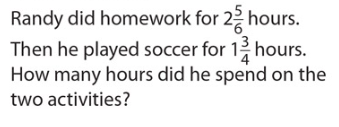 Randy did homework for 2 5/6 hours.
Then he played soccer for 1 3/4 hours.
How many hours did he spend on the
two activities?